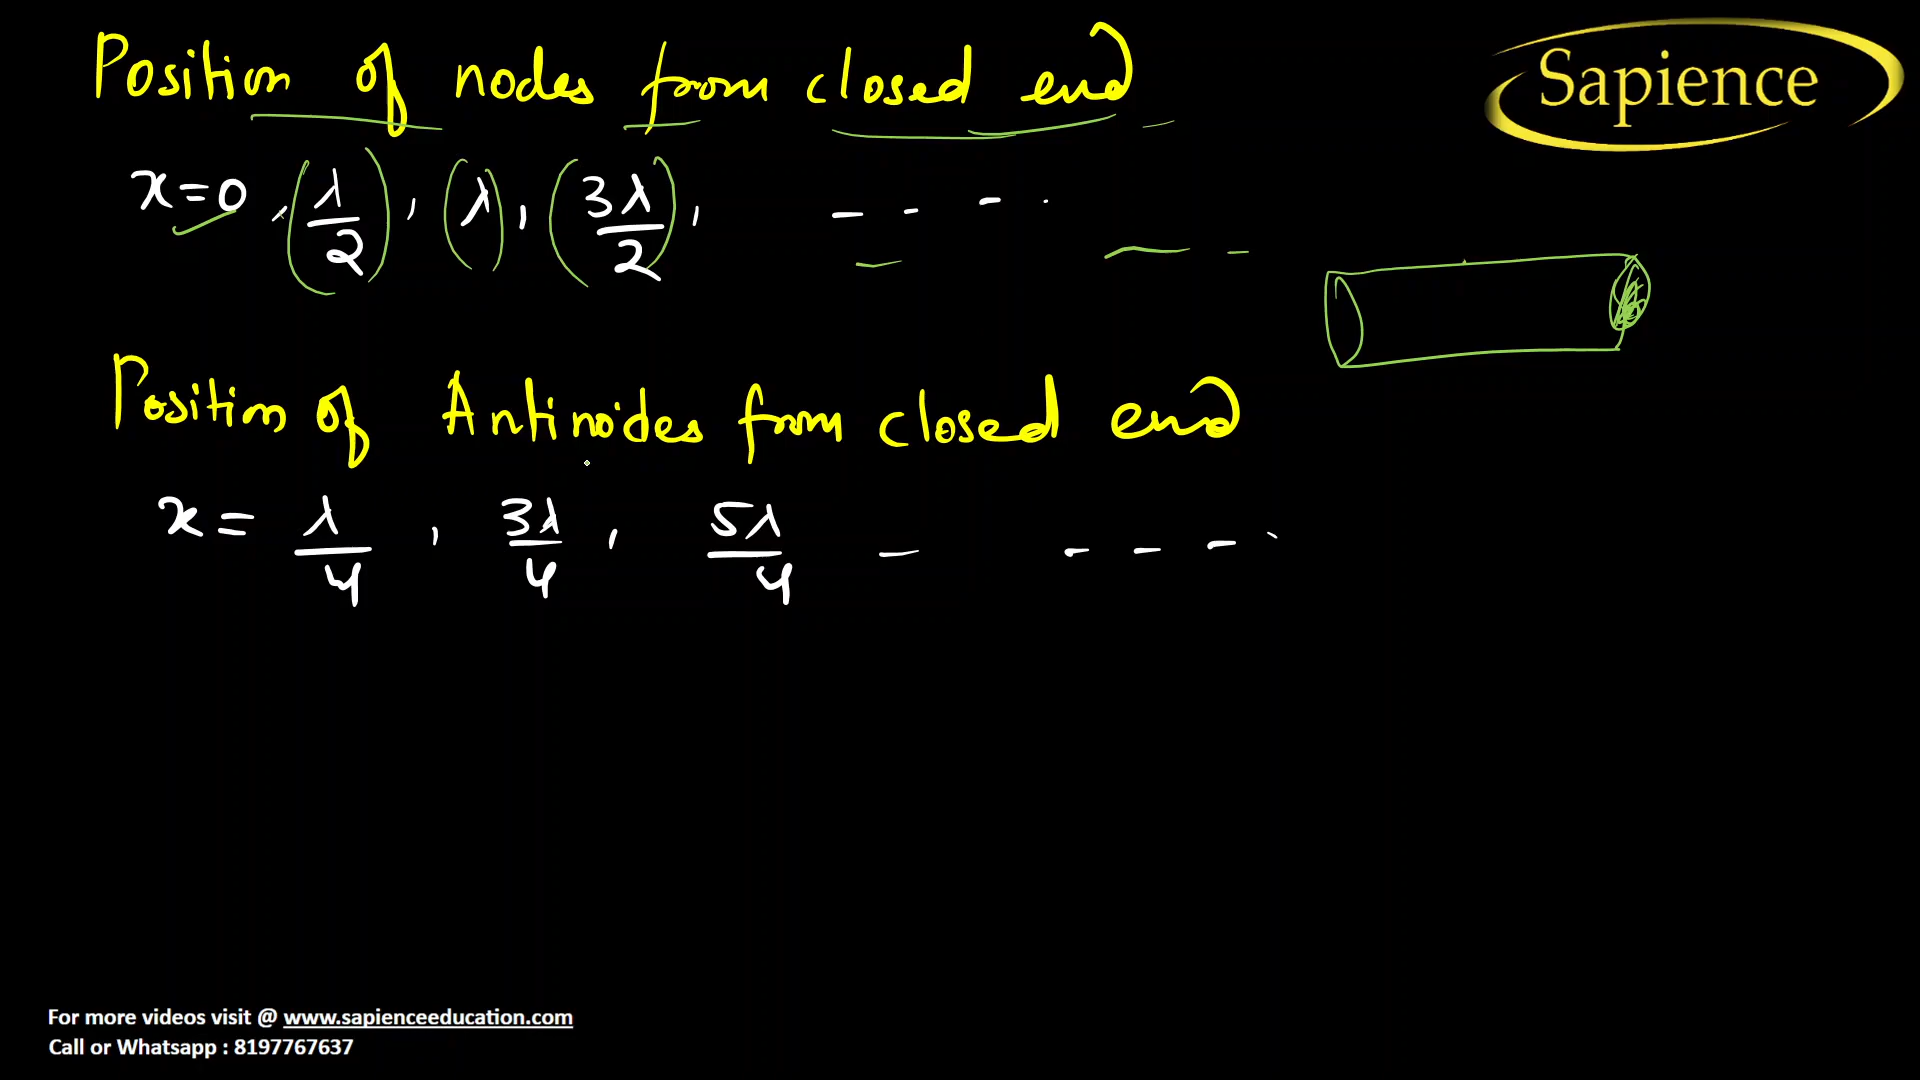 Position of nodes from closed end
Sapience
x = 0, (λ/2), (λ), (3λ/2), - - - .
Position of Antinodes from closed end
x = λ/4, 3λ/4, 5λ/4 - - - - .
For more videos visit @ www.sapienceeducation.com
Call or Whatsapp : 8197767637